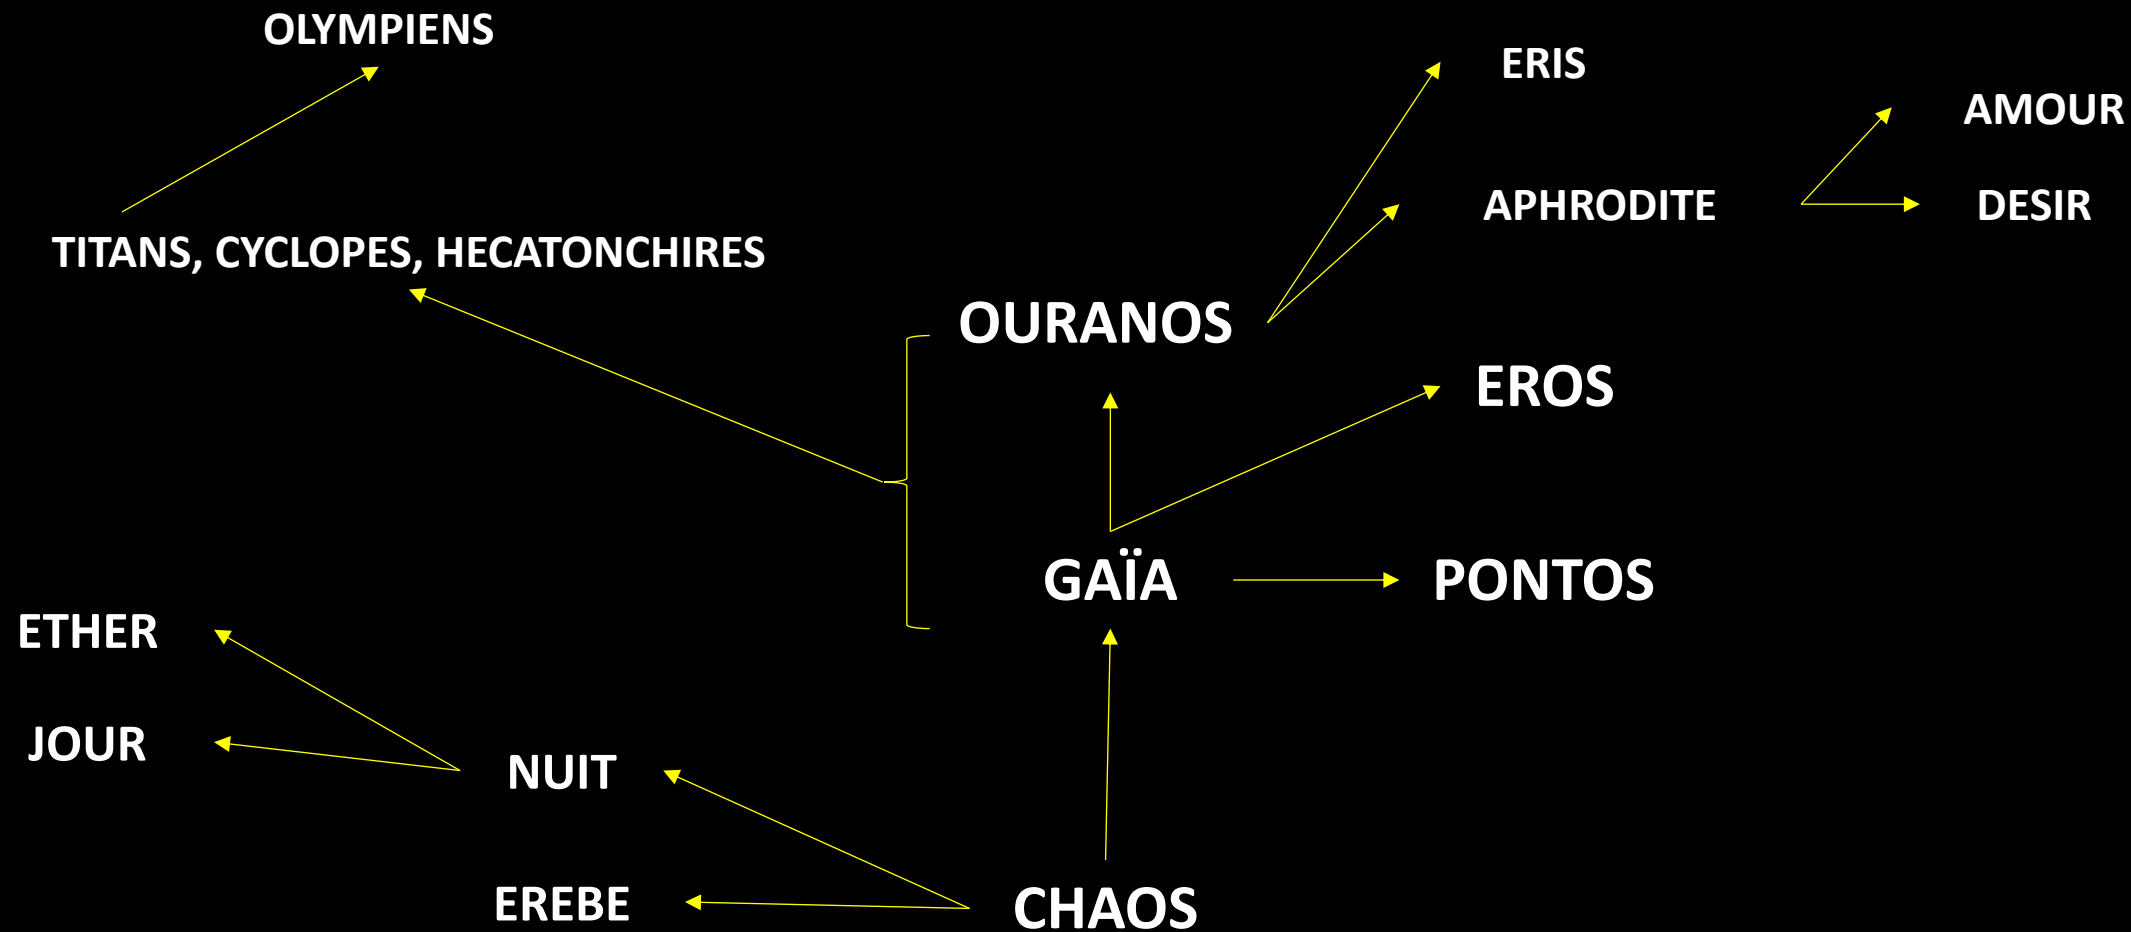 OLYMPIENS
ERIS
AMOUR
APHRODITE
DESIR
TITANS, CYCLOPES, HECATONCHIRES
OURANOS
EROS
GAÏA
PONTOS
ETHER
JOUR
NUIT
EREBE
CHAOS